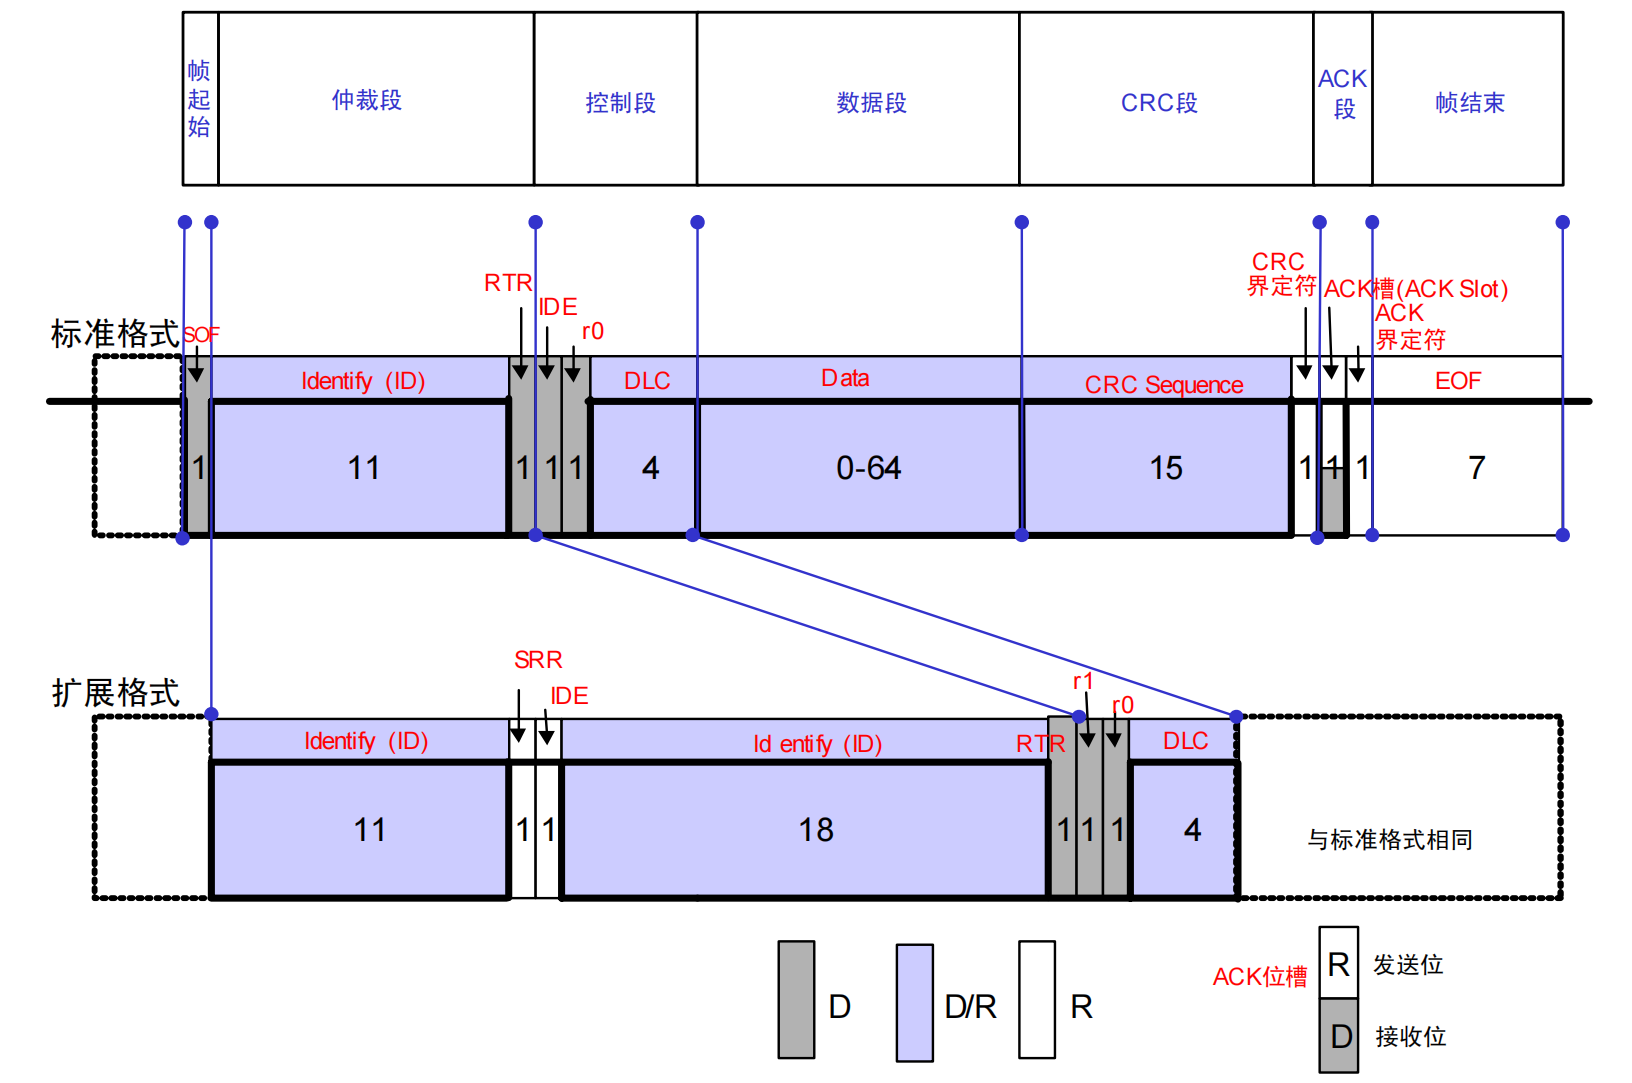 帧
起
始
仲裁段
控制段
数据段
CRC段
ACK
段
帧结束
标准格式
SOF
RTR
IDE
r0
CRC
界定符
ACK槽(ACK Slot)
ACK
界定符
Identify (ID)
DLC
Data
CRC Sequence
EOF
1
11
1
1
1
4
0-64
15
1
1
1
7
扩展格式
SRR
IDE
r1
r0
Identify (ID)
Id entify (ID)
RTR
DLC
11
1
1
18
1
1
1
4
与标准格式相同
D
D/R
R
ACK位槽
R
发送位
D
接收位